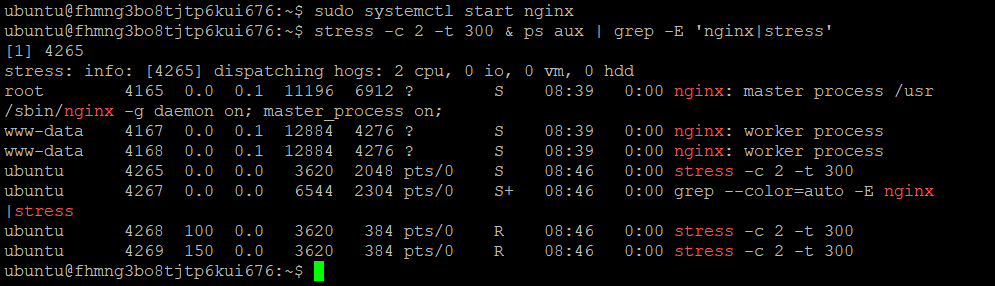 ubuntu@fhmng3bo8tjtp6kui676:~$ sudo systemctl start nginx
ubuntu@fhmng3bo8tjtp6kui676:~$ stress -c 2 -t 300 & ps aux | grep -E 'nginx|stress'
[1] 4265
stress: info: [4265] dispatching hogs: 2 cpu, 0 io, 0 vm, 0 hdd
root        4165  0.0  0.1  11196  6912 ?        S    08:39   0:00 nginx: master process /usr
/sbin/nginx -g daemon on; master_process on;
www-data    4167  0.0  0.1  12884  4276 ?        S    08:39   0:00 nginx: worker process
www-data    4168  0.0  0.1  12884  4276 ?        S    08:39   0:00 nginx: worker process
ubuntu      4265  0.0  0.0   3620  2048 pts/0    S    08:46   0:00 stress -c 2 -t 300
ubuntu      4267  0.0  0.0   6544  2304 pts/0    S+   08:46   0:00 grep --color=auto -E nginx
|stress
ubuntu      4268  100  0.0   3620   384 pts/0    R    08:46   0:00 stress -c 2 -t 300
ubuntu      4269  150  0.0   3620   384 pts/0    R    08:46   0:00 stress -c 2 -t 300
ubuntu@fhmng3bo8tjtp6kui676:~$